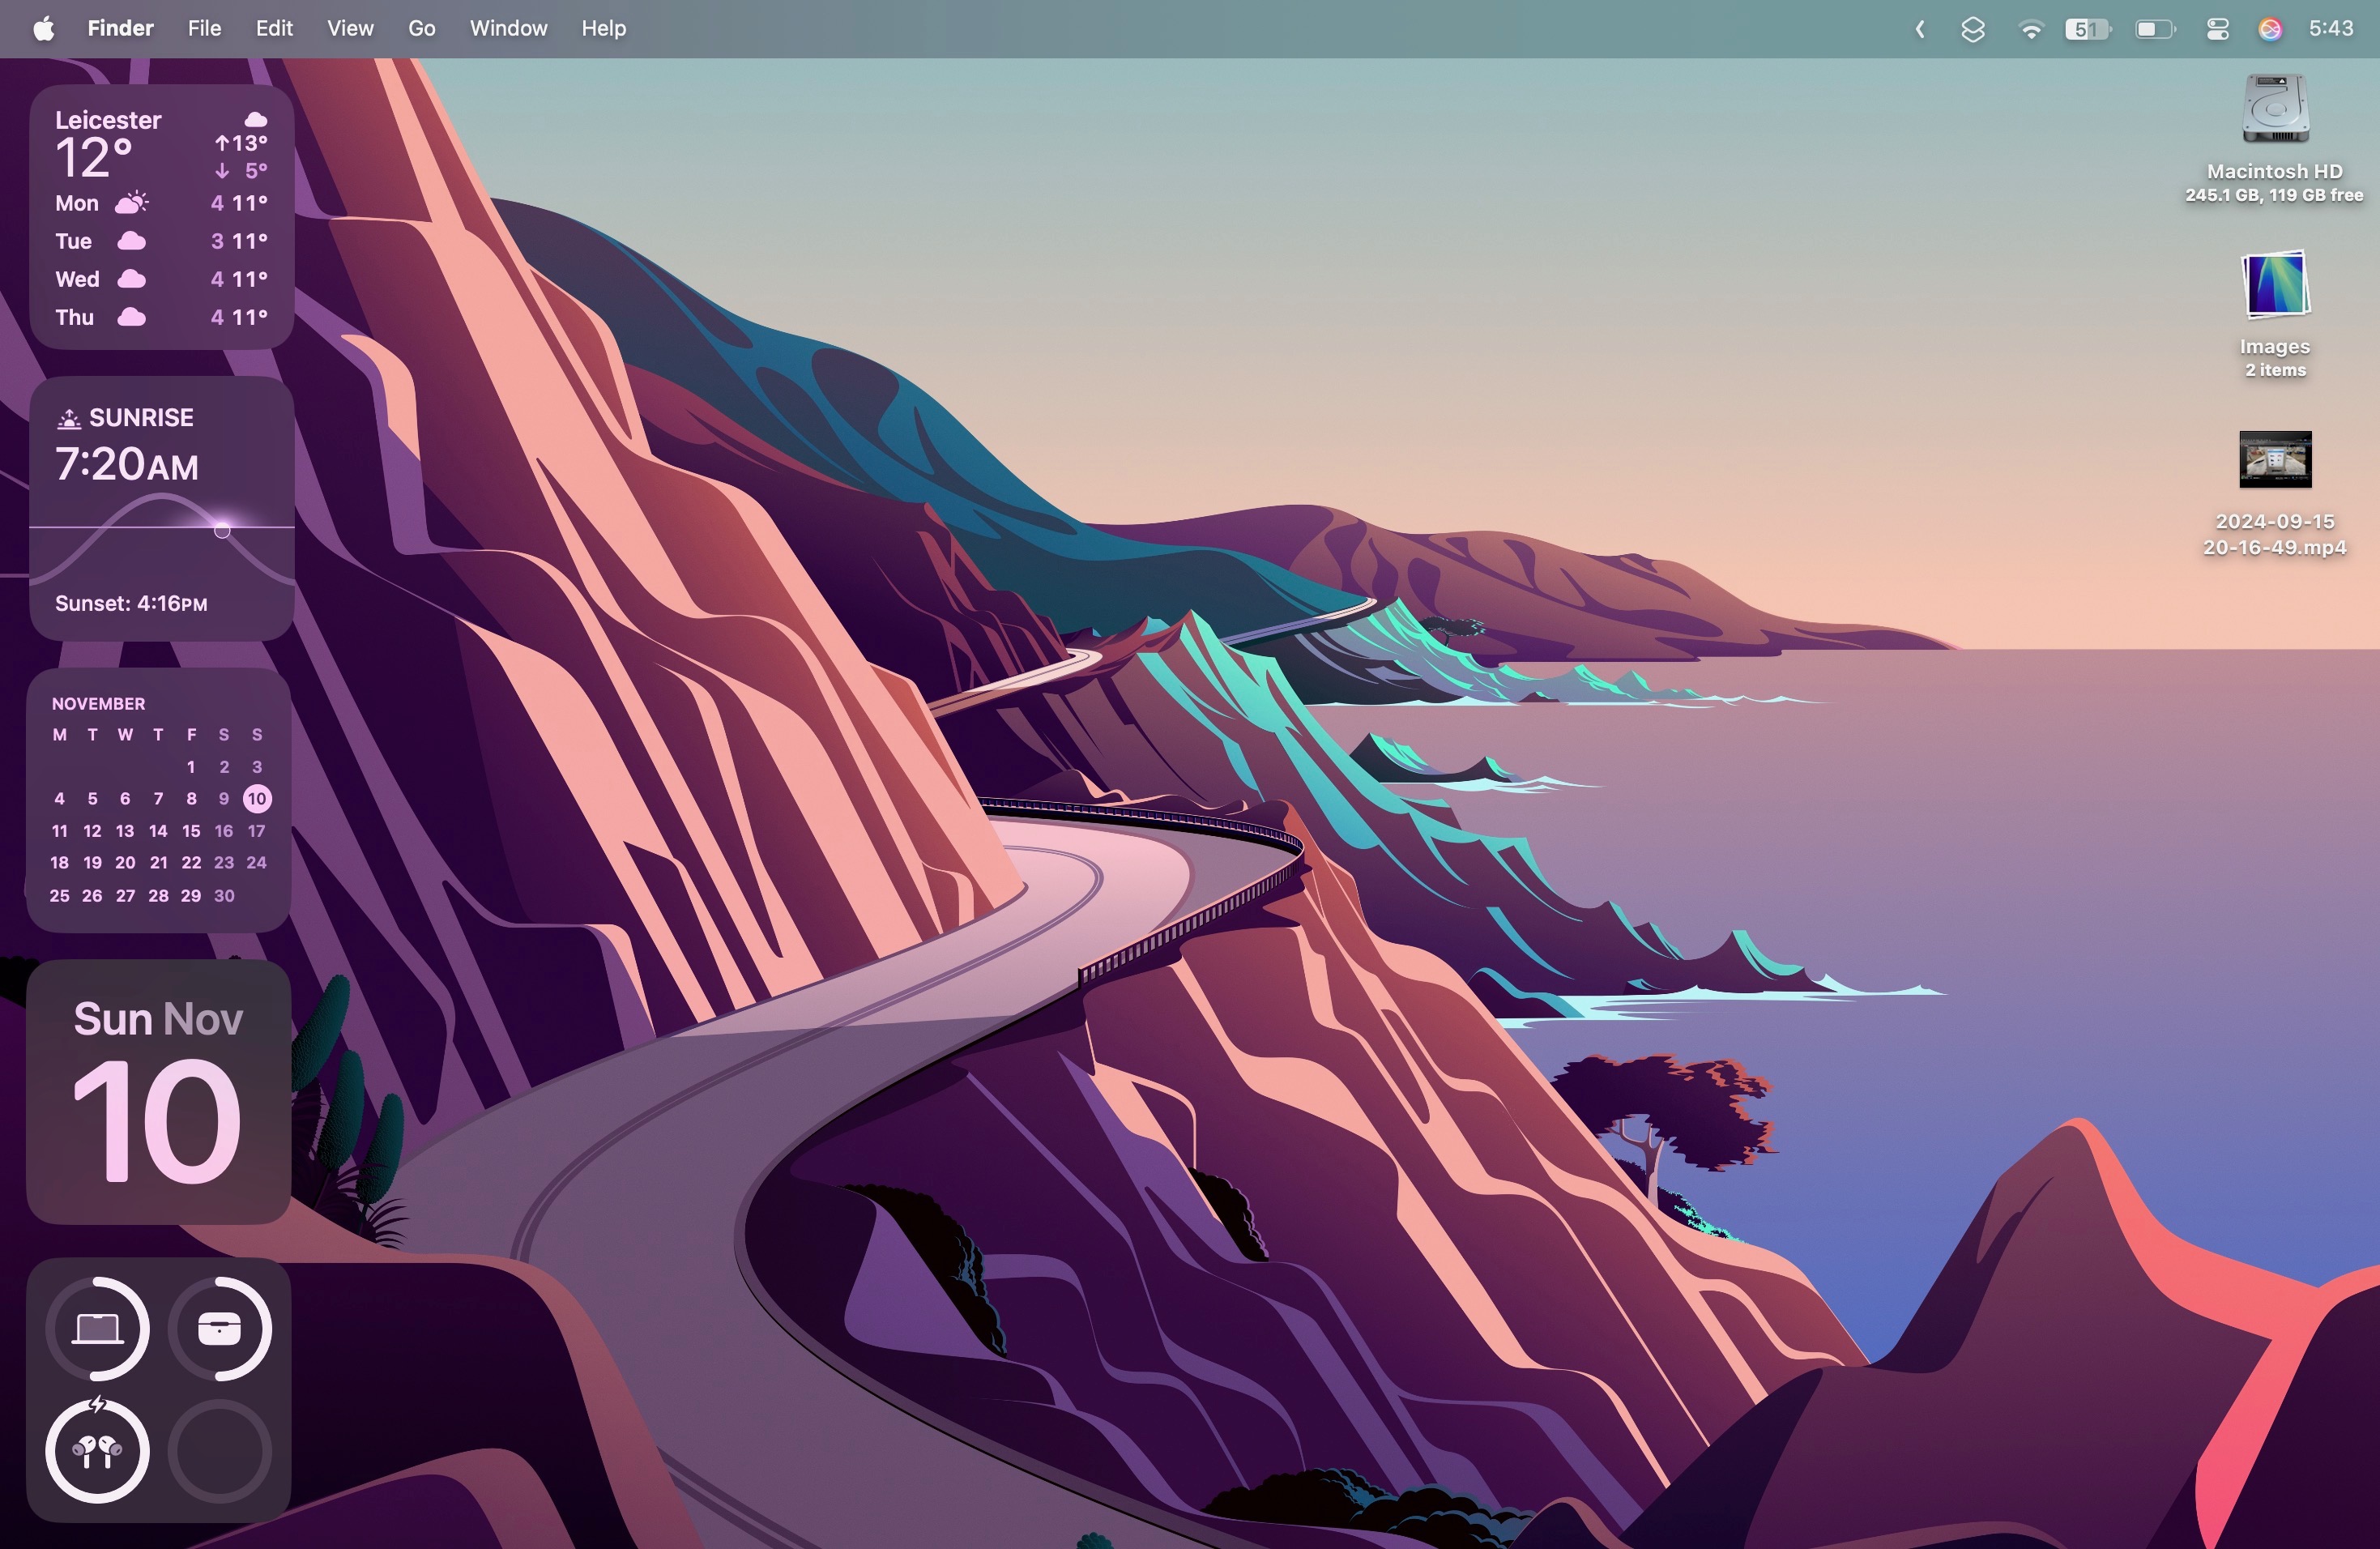 Finder File Edit View Go Window Help 51 5:43
Leicester
12°
↑13°
↓ 5°
Mon 4 11°
Tue 3 11°
Wed 4 11°
Thu 4 11°
SUNRISE
7:20AM
Sunset: 4:16PM
NOVEMBER
M T W T F S S
1 2 3
4 5 6 7 8 9 10
11 12 13 14 15 16 17
18 19 20 21 22 23 24
25 26 27 28 29 30
Sun Nov
10
Macintosh HD
245.1 GB, 119 GB free
Images
2 items
2024-09-15
20-16-49.mp4